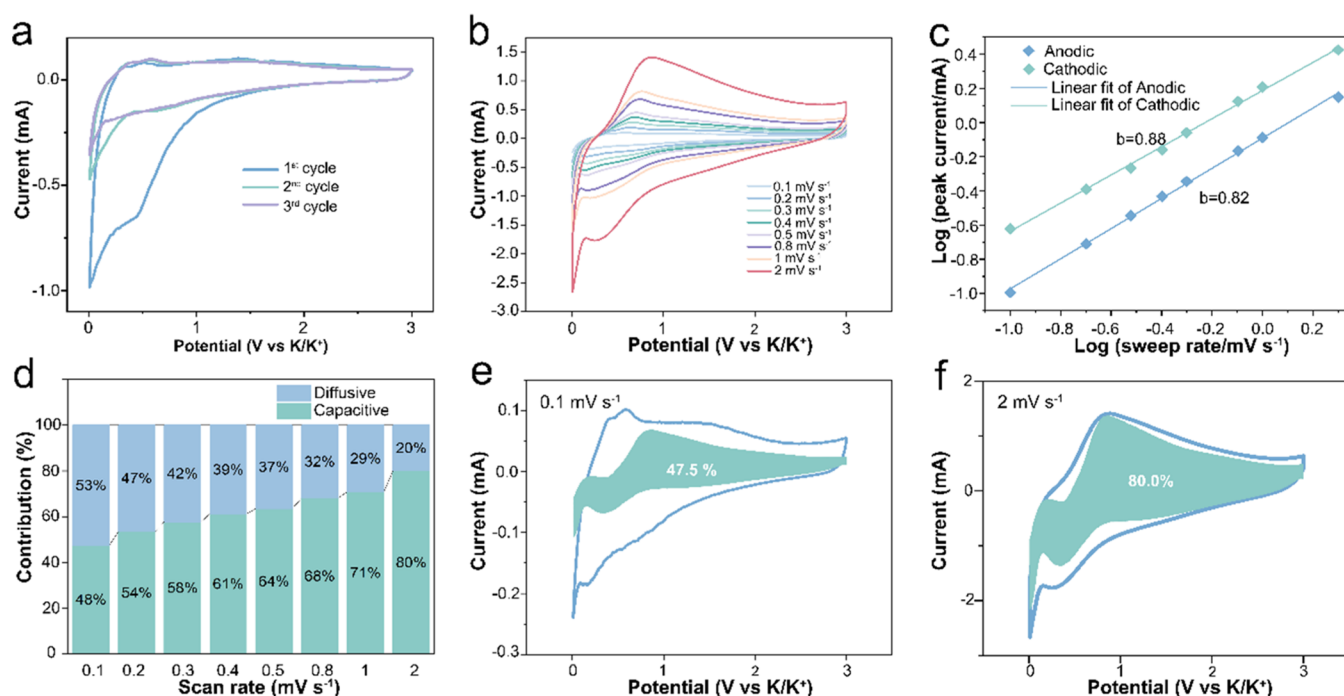 a
0.0
-0.5
-1.0
Current (mA)
1ˢᵗ cycle
2ⁿᵈ cycle
3ʳᵈ cycle
0 1 2 3
Potential (V vs K/K⁺)
b
1.5
1.0
0.5
0.0
-0.5
-1.0
-1.5
-2.0
-2.5
-3.0
Current (mA)
0.1 mV s⁻¹
0.2 mV s⁻¹
0.3 mV s⁻¹
0.4 mV s⁻¹
0.5 mV s⁻¹
0.8 mV s⁻¹
1 mV s⁻¹
2 mV s⁻¹
0 1 2 3
Potential (V vs K/K⁺)
c
0.4
0.2
0.0
-0.2
-0.4
-0.6
-0.8
-1.0
Log (peak current/mA)
Anodic
Cathodic
Linear fit of Anodic
Linear fit of Cathodic
b=0.88
b=0.82
-1.0 -0.8 -0.6 -0.4 -0.2 0.0 0.2
Log (sweep rate/mV s⁻¹)
d
Diffusive
Capacitive
100
80
60
40
20
0
Contribution (%)
53% 47% 42% 39% 37% 32% 29% 20%
48% 54% 58% 61% 64% 68% 71% 80%
0.1 0.2 0.3 0.4 0.5 0.8 1 2
Scan rate (mV s⁻¹)
e
0.1 mV s⁻¹
0.1
0.0
-0.1
-0.2
-0.3
Current (mA)
47.5 %
0 1 2 3
Potential (V vs K/K⁺)
f
2 mV s⁻¹
2
0
-2
Current (mA)
80.0%
0 1 2 3
Potential (V vs K/K⁺)